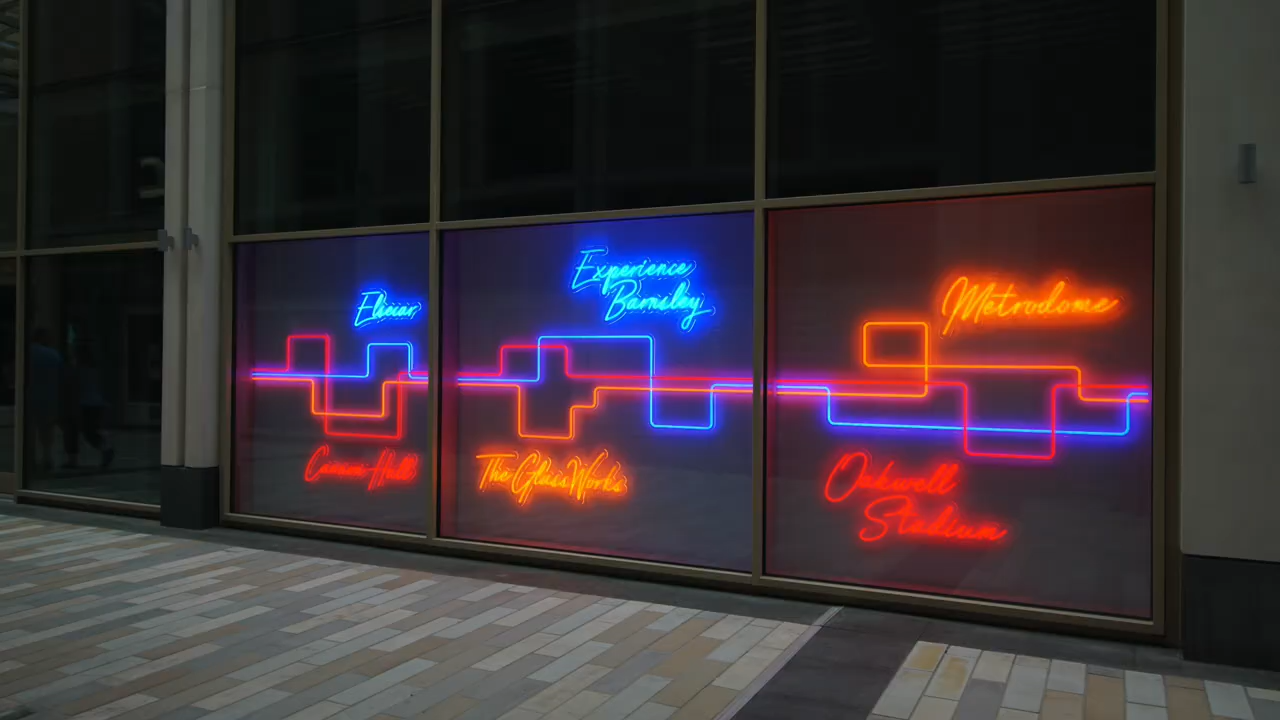 Elsecar
Experience
Barnsley
Metrodome
Cannon Hall
The Glass Works
Oakwell
Stadium